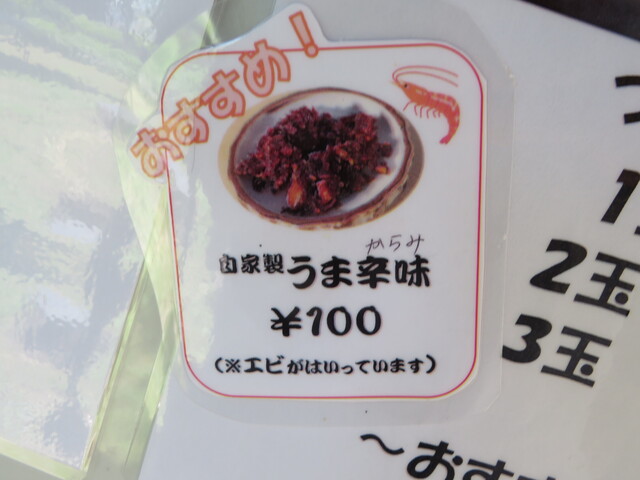 おすすめ!
からみ
自家製うま辛味
¥100
(※エビがはいっています)
2玉
3玉
～おすす